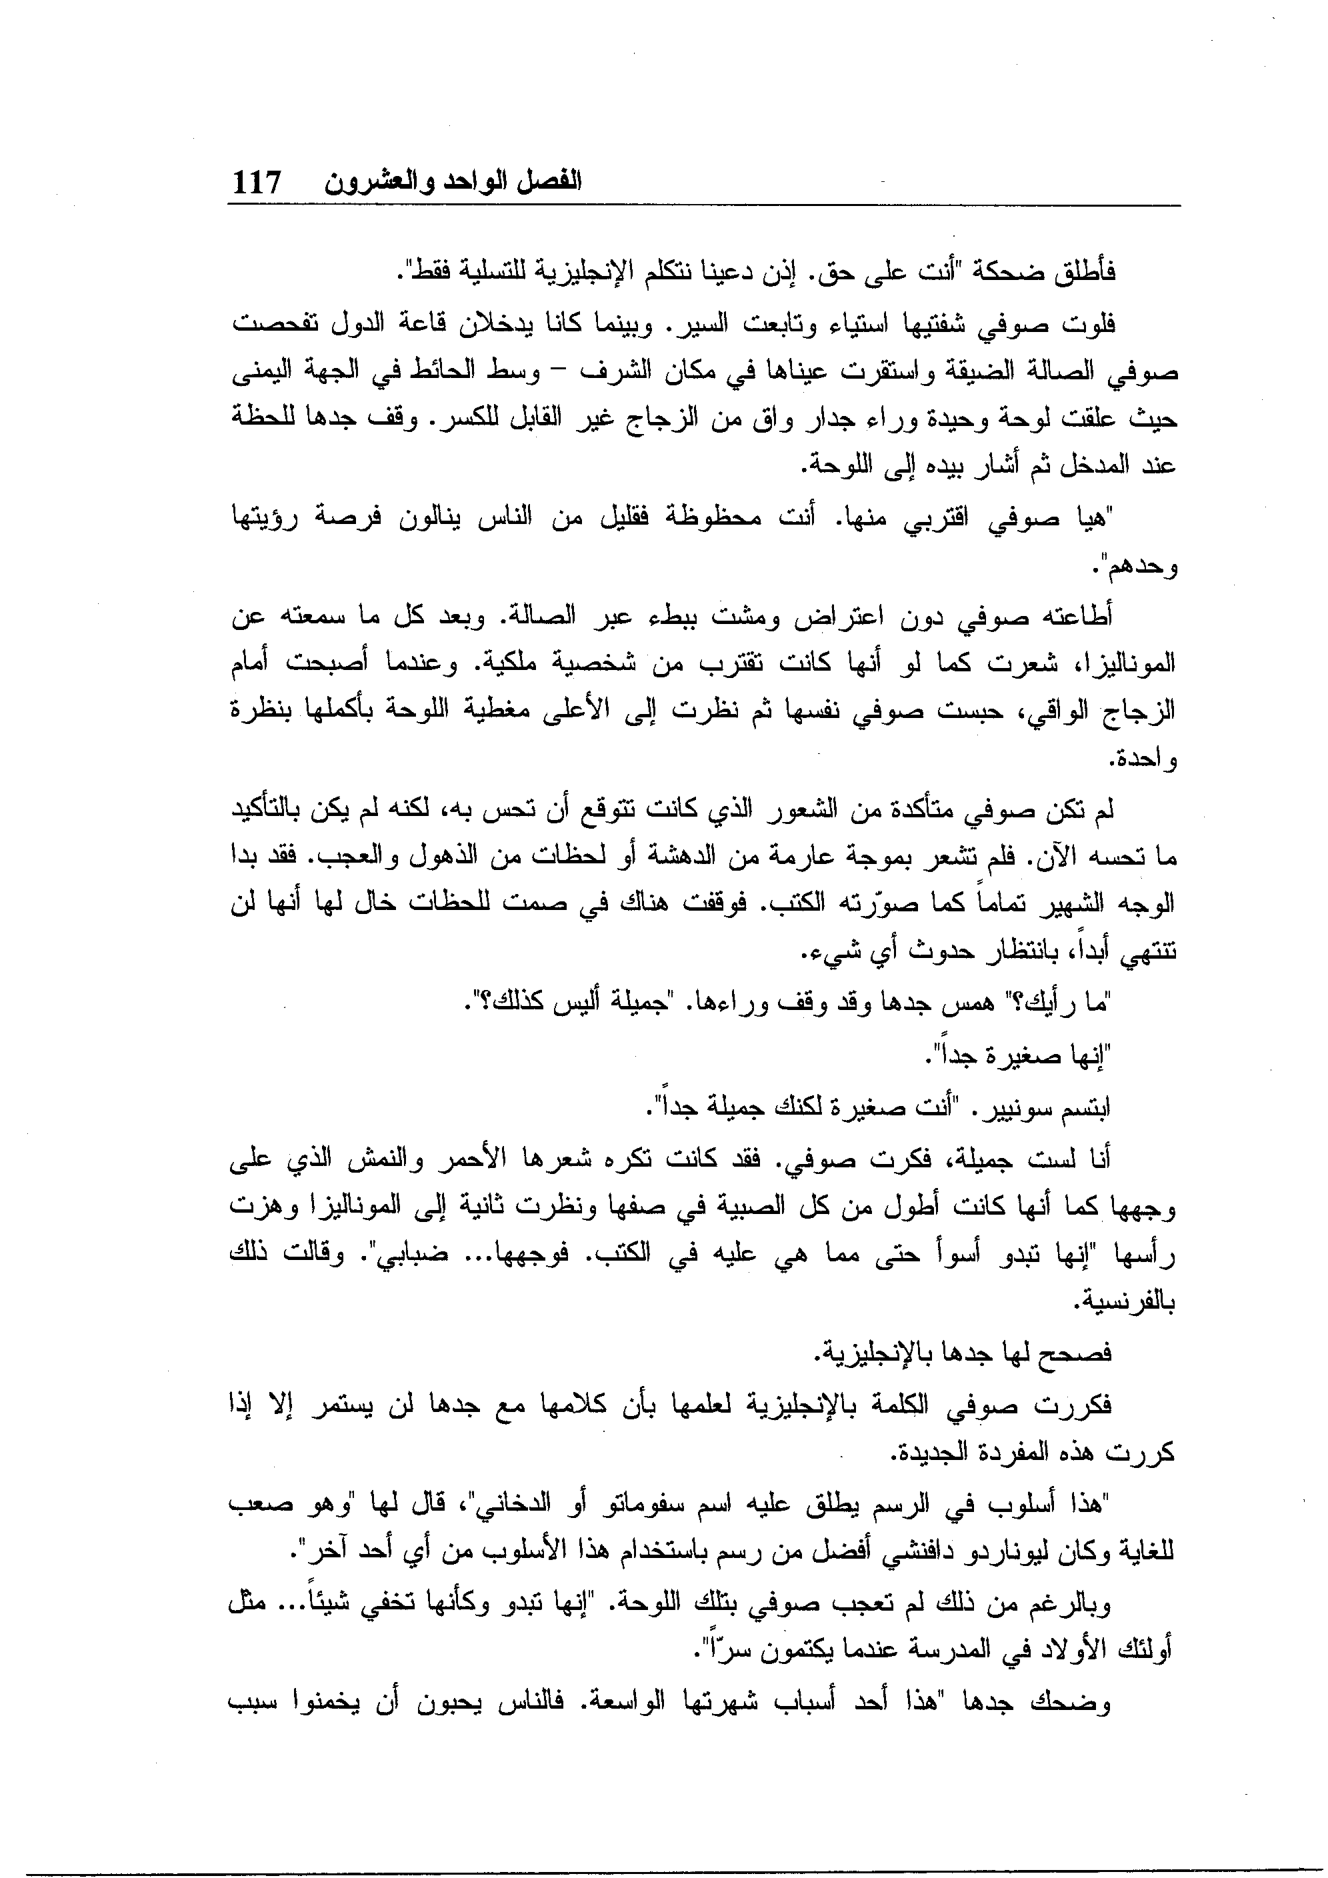 الفصل الواحد والعشرون 117
فأطلق ضحكة "أنت على حق. إذن دعينا نتكلم الإنجليزية للتسلية فقط".
فلوت صوفي شفتيها استياء وتابعت السير. وبينما كانا يدخلان قاعة الدول تفحصت
صوفي الصالة الضيقة واستقرت عيناها في مكان الشرف – وسط الحائط في الجهة اليمنى
حيث علقت لوحة وحيدة وراء جدار واق من الزجاج غير القابل للكسر. وقف جدها للحظة
عند المدخل ثم أشار بيده إلى اللوحة.
"هيا صوفي اقتربي منها. أنت محظوظة فقليل من الناس ينالون فرصة رؤيتها
وحدهم".
أطاعته صوفي دون اعتراض ومشت ببطء عبر الصالة. وبعد كل ما سمعته عن
الموناليزا، شعرت كما لو أنها كانت تقترب من شخصية ملكية. وعندما أصبحت أمام
الزجاج الواقي، حبست صوفي نفسها ثم نظرت إلى الأعلى مغطية اللوحة بأكملها بنظرة
واحدة.
لم تكن صوفي متأكدة من الشعور الذي كانت تتوقع أن تحس به، لكنه لم يكن بالتأكيد
ما تحسه الآن. فلم تشعر بموجة عارمة من الدهشة أو لحظات من الذهول والعجب. فقد بدا
الوجه الشهير تماماً كما صوّرته الكتب. فوقفت هناك في صمت للحظات خال لها أنها لن
تنتهي أبداً، بانتظار حدوث أي شيء.
"ما رأيك؟" همس جدها وقد وقف وراءها. "جميلة أليس كذلك؟".
"إنها صغيرة جداً".
ابتسم سونيير. "أنت صغيرة لكنك جميلة جداً".
أنا لست جميلة، فكرت صوفي. فقد كانت تكره شعرها الأحمر والنمش الذي على
وجهها كما أنها كانت أطول من كل الصبية في صفها ونظرت ثانية إلى الموناليزا وهزت
رأسها "إنها تبدو أسوأ حتى مما هي عليه في الكتب. فوجهها... ضبابي". وقالت ذلك
بالفرنسية.
فصحح لها جدها بالإنجليزية.
فكررت صوفي الكلمة بالإنجليزية لعلمها بأن كلامها مع جدها لن يستمر إلا إذا
كررت هذه المفردة الجديدة.
"هذا أسلوب في الرسم يطلق عليه اسم سفوماتو أو الدخاني"، قال لها "وهو صعب
للغاية وكان ليوناردو دافنشي أفضل من رسم باستخدام هذا الأسلوب من أي أحد آخر".
وبالرغم من ذلك لم تعجب صوفي بتلك اللوحة. "إنها تبدو وكأنها تخفي شيئاً... مثل
أولئك الأولاد في المدرسة عندما يكتمون سرّاً".
وضحك جدها "هذا أحد أسباب شهرتها الواسعة. فالناس يحبون أن يخمنوا سبب